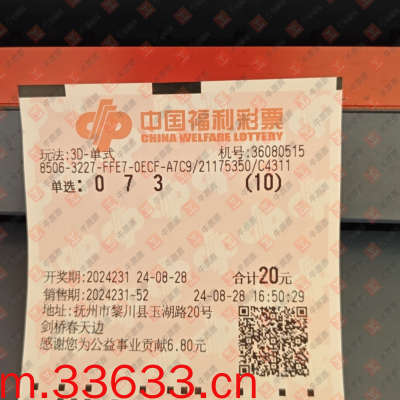 中国福利彩票
CHINA WELFARE LOTTERY
玩法:3D-单式 机号:36080515
8506-3227-FFE7-0ECF-A7C9/21175350/C4311
单选: 0 7 3 (10)
开奖期:2024231 24-08-28 合计20元
销售期:2024231-52 24-08-28 16:50:29
地址:抚州市黎川县玉湖路20号
剑桥春天边
感谢您为公益事业贡献6.80元
m.33633.cn